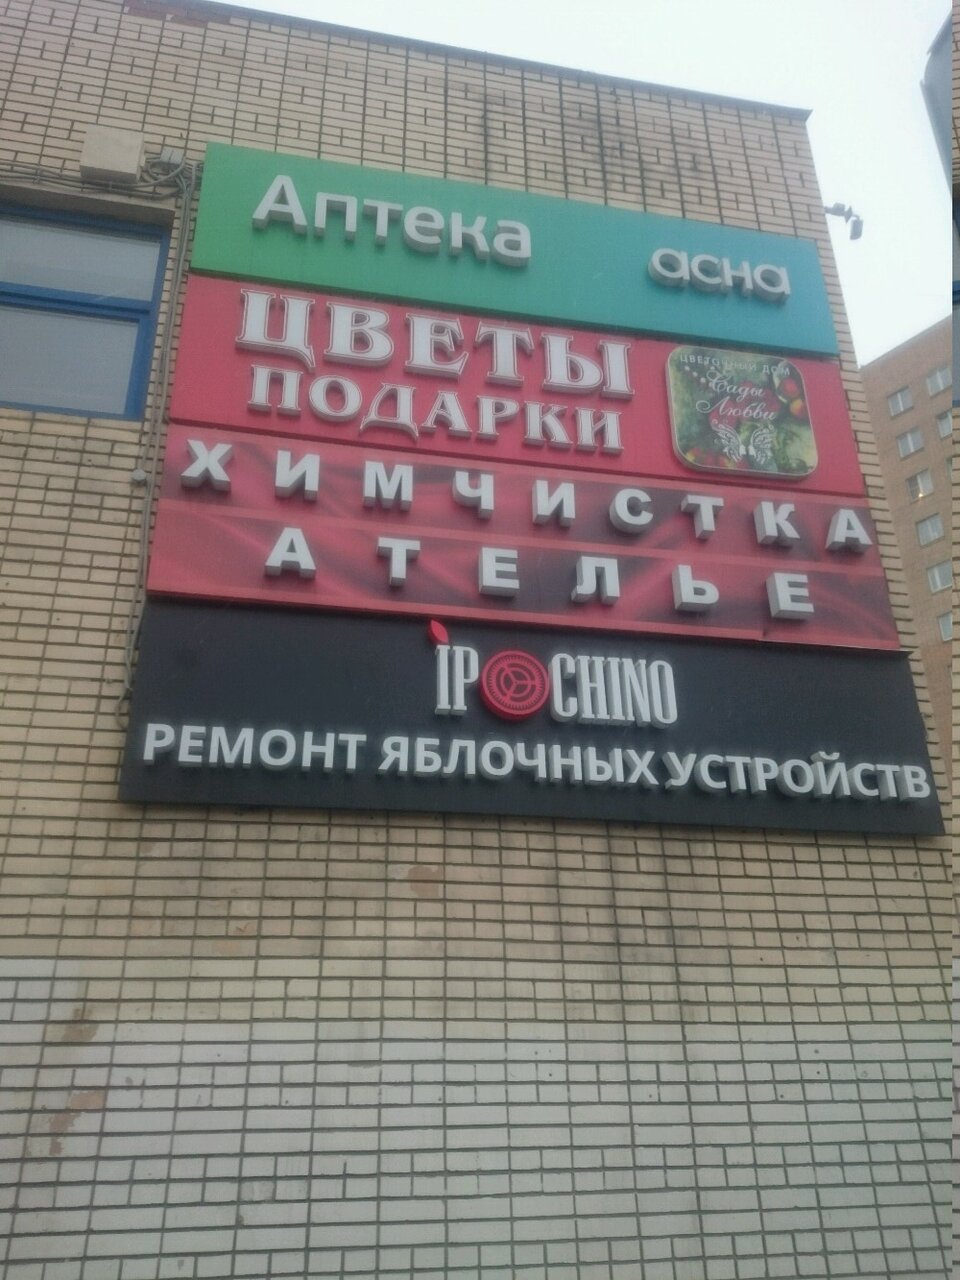 Аптека асна
ЦВЕТЫ
ПОДАРКИ
ЦВЕТОЧНЫЙ ДОМ
Сады
Любви
ХИМЧИСТКА
АТЕЛЬЕ
IPOCHINO
РЕМОНТ ЯБЛОЧНЫХ УСТРОЙСТВ